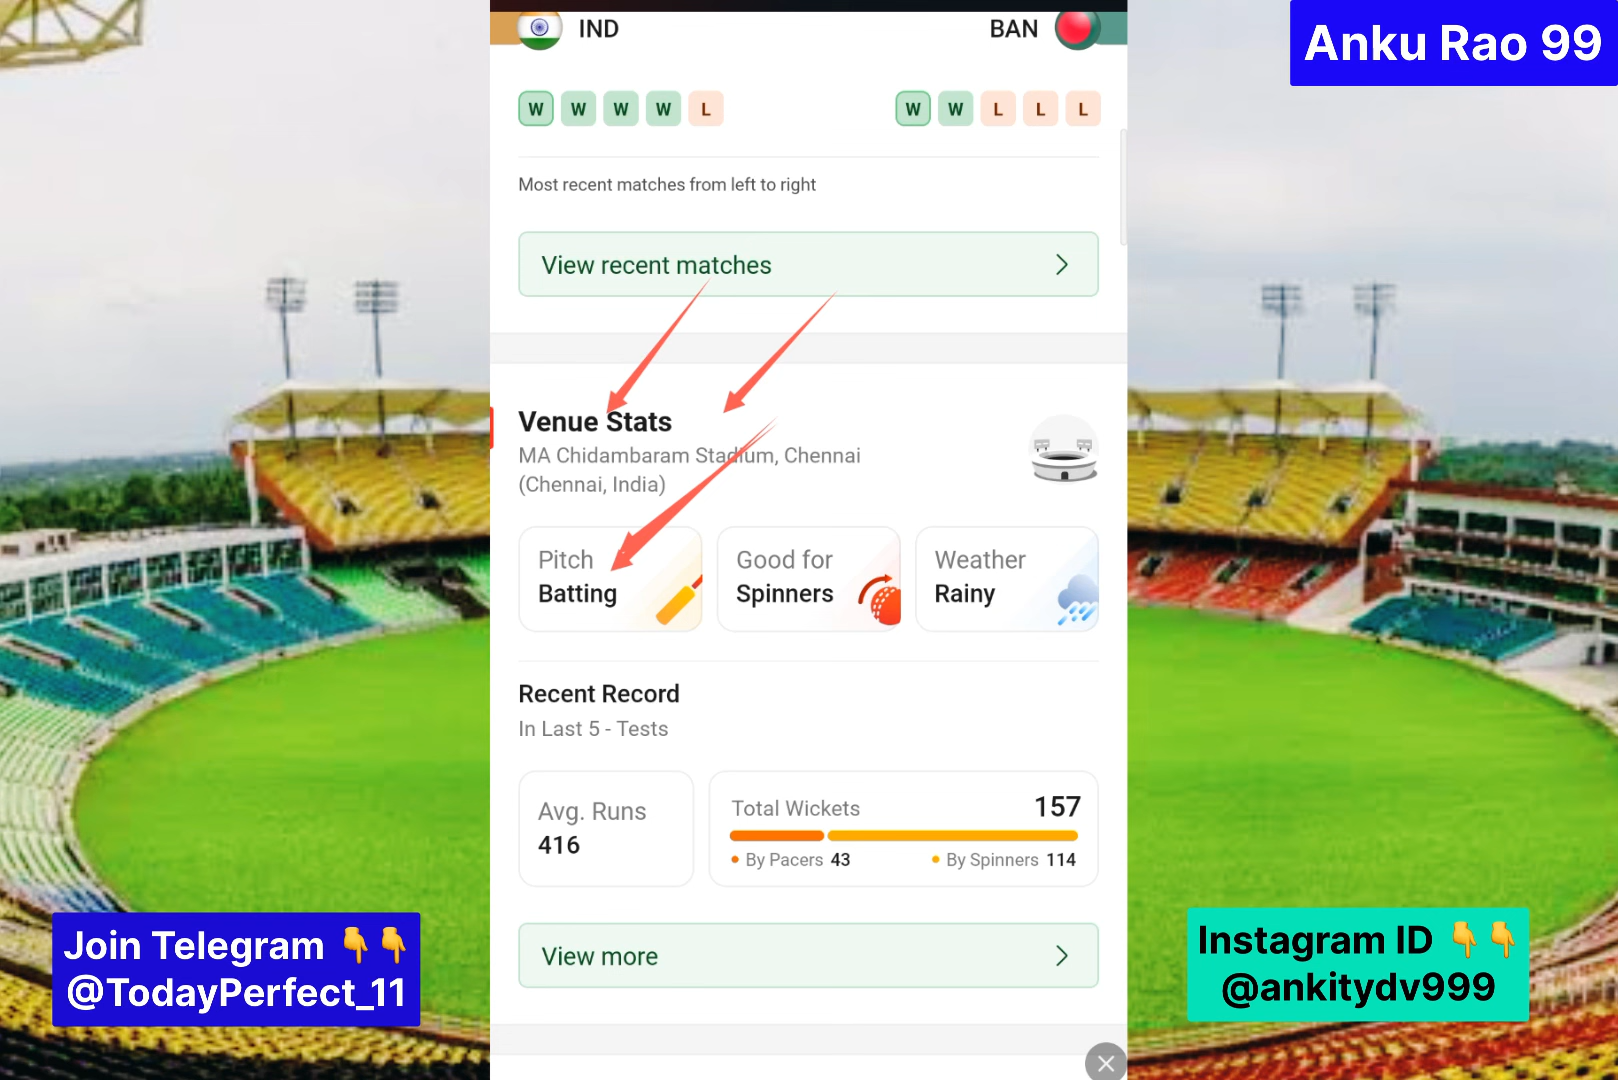 IND
BAN
Anku Rao 99
W W W W L
W W L L L
Most recent matches from left to right
View recent matches
Venue Stats
MA Chidambaram Stadium, Chennai
(Chennai, India)
Pitch
Batting
Good for
Spinners
Weather
Rainy
Recent Record
In Last 5 - Tests
Avg. Runs
416
Total Wickets 157
By Pacers 43
By Spinners 114
View more
Join Telegram 👇👇
@TodayPerfect_11
Instagram ID 👇👇
@ankitydv999